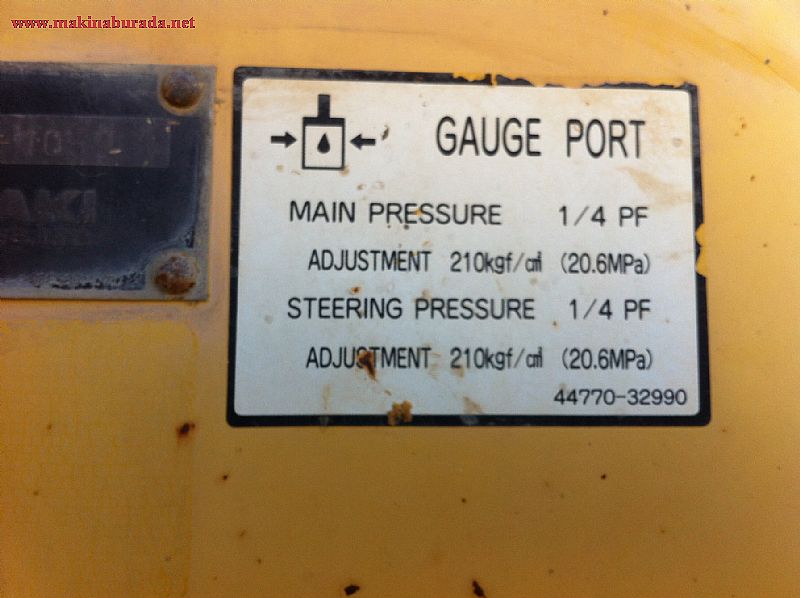 www.makinaburada.net
GAUGE PORT
MAIN PRESSURE 1/4 PF
ADJUSTMENT 210kgf/c㎡ (20.6MPa)
STEERING PRESSURE 1/4 PF
ADJUSTMENT 210kgf/c㎡ (20.6MPa)
44770-32990
AKI